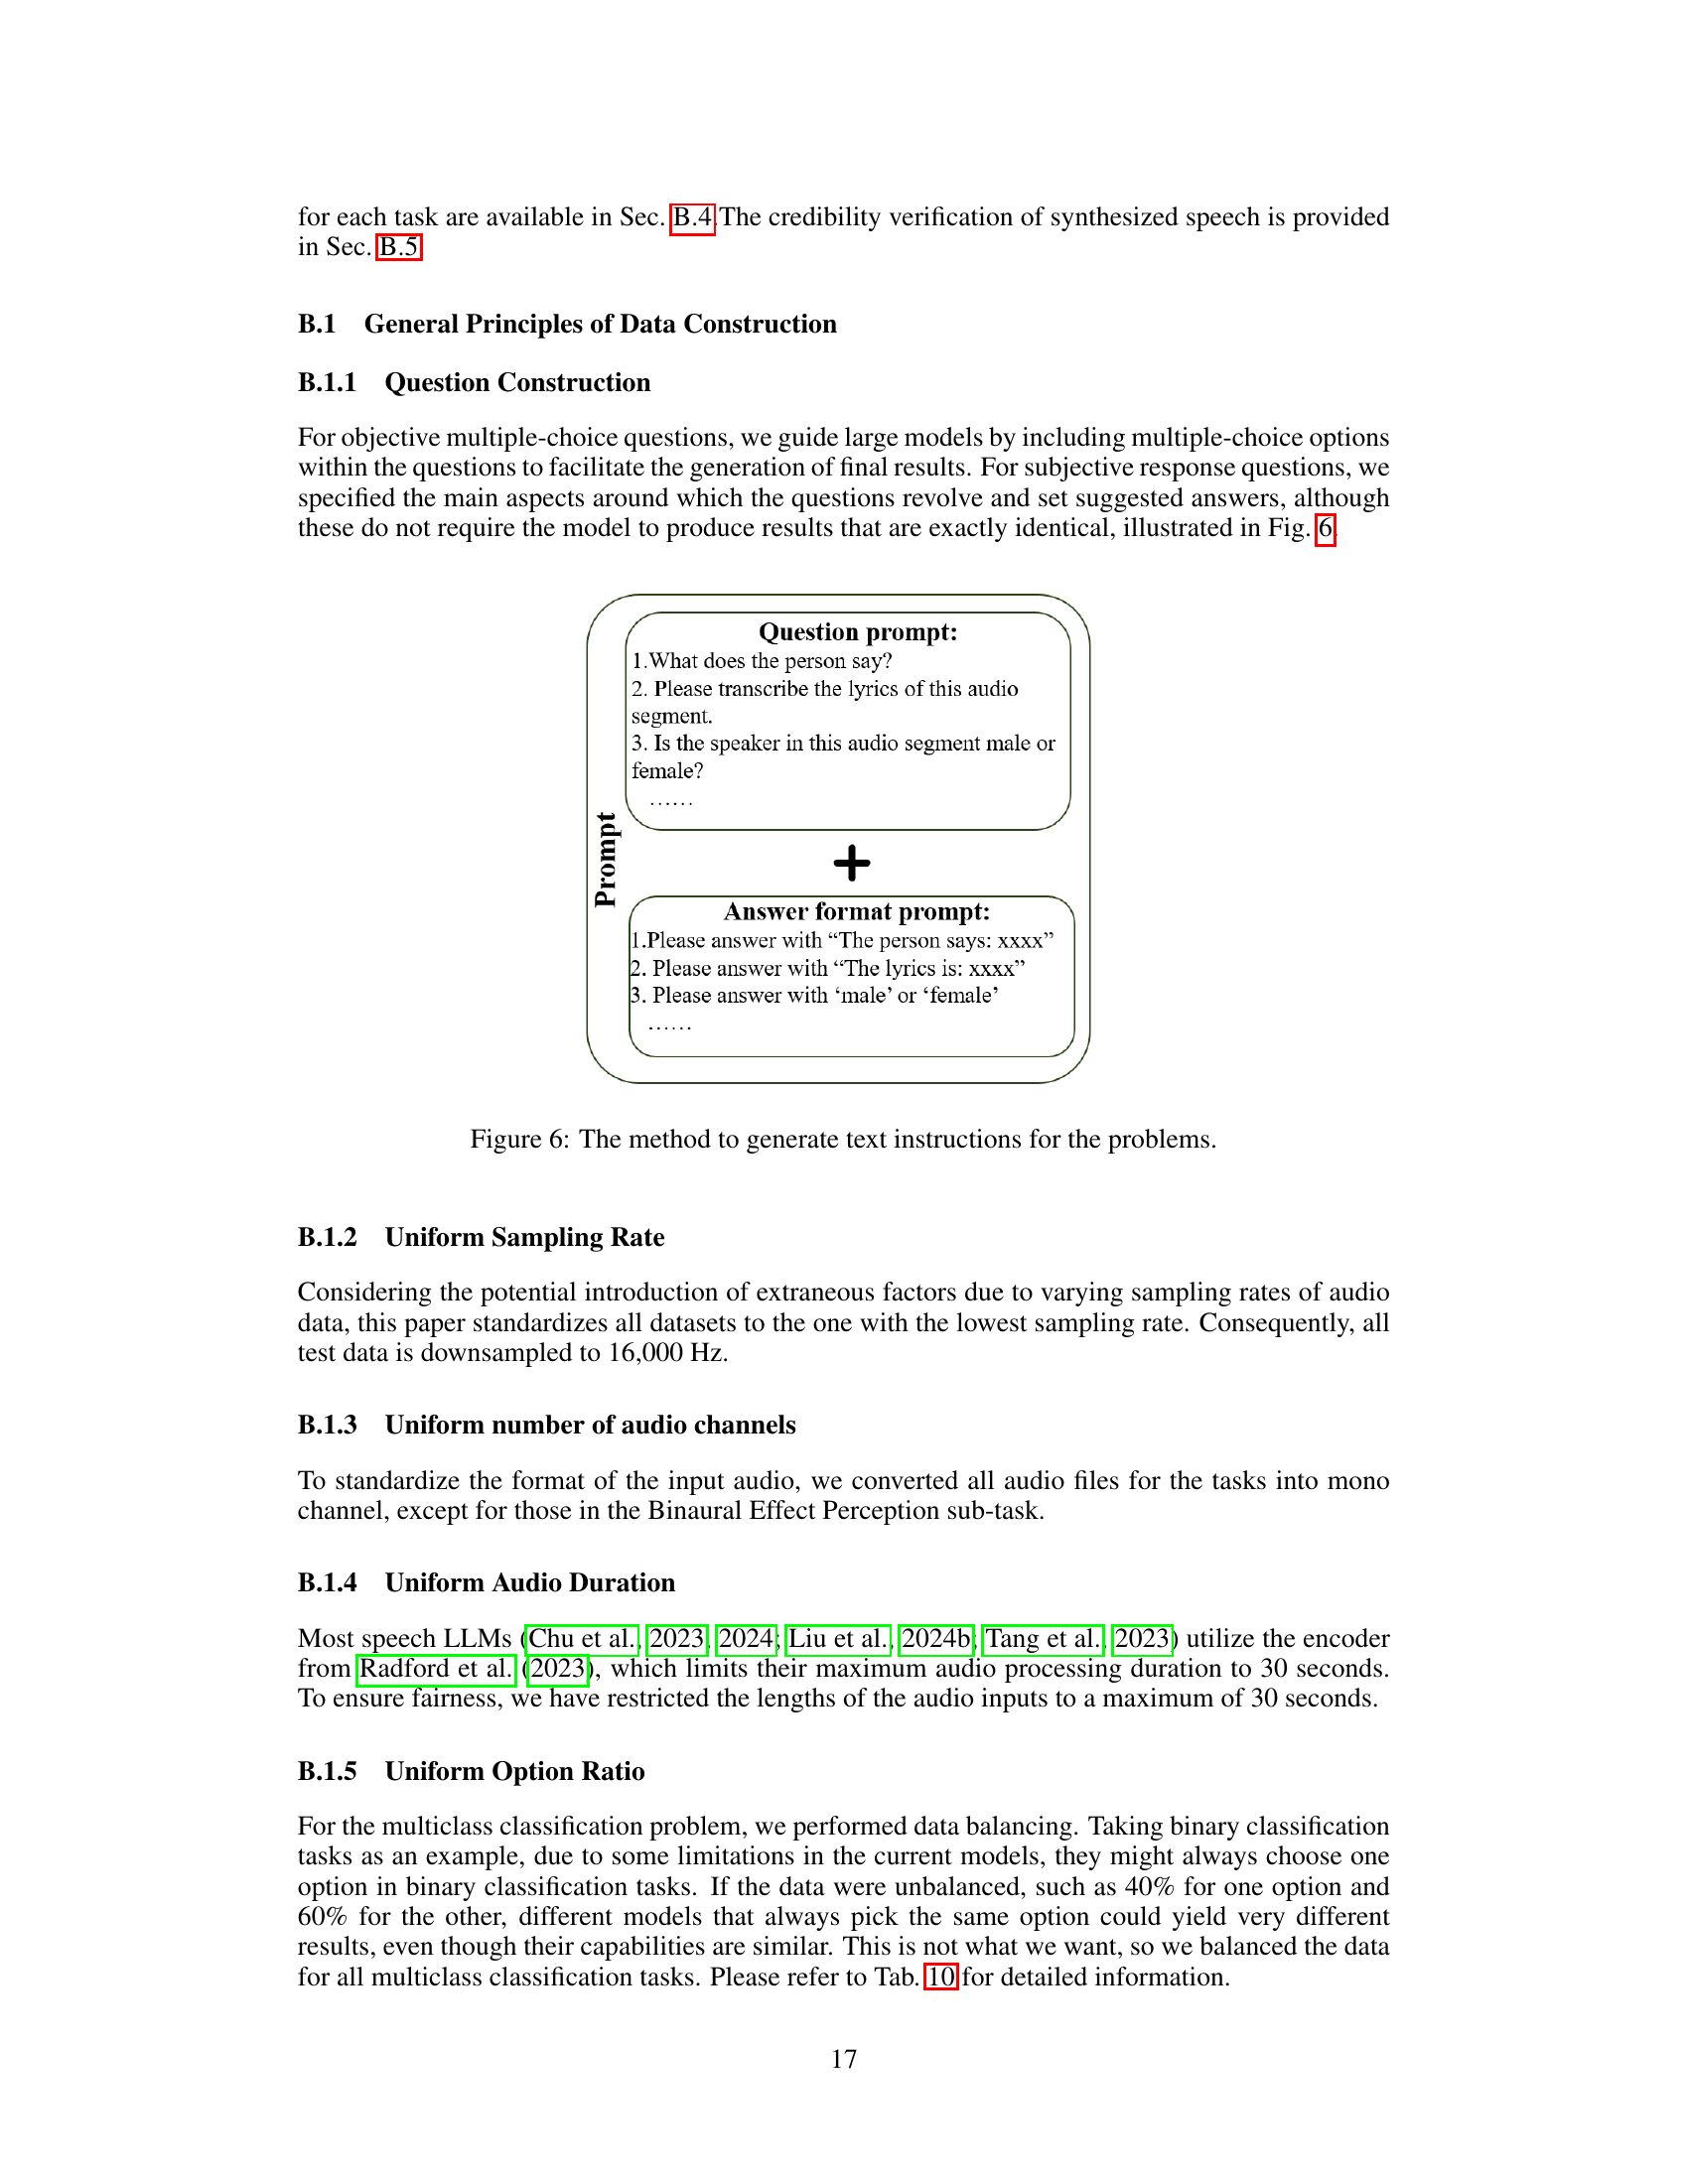 for each task are available in Sec. B.4.The credibility verification of synthesized speech is provided
in Sec. B.5
B.1 General Principles of Data Construction
B.1.1 Question Construction
For objective multiple-choice questions, we guide large models by including multiple-choice options
within the questions to facilitate the generation of final results. For subjective response questions, we
specified the main aspects around which the questions revolve and set suggested answers, although
these do not require the model to produce results that are exactly identical, illustrated in Fig. 6.
Prompt
Question prompt:
1.What does the person say?
2. Please transcribe the lyrics of this audio
segment.
3. Is the speaker in this audio segment male or
female?
......
+
Answer format prompt:
1.Please answer with “The person says: xxxx”
2. Please answer with “The lyrics is: xxxx”
3. Please answer with ‘male’ or ‘female’
......
Figure 6: The method to generate text instructions for the problems.
B.1.2 Uniform Sampling Rate
Considering the potential introduction of extraneous factors due to varying sampling rates of audio
data, this paper standardizes all datasets to the one with the lowest sampling rate. Consequently, all
test data is downsampled to 16,000 Hz.
B.1.3 Uniform number of audio channels
To standardize the format of the input audio, we converted all audio files for the tasks into mono
channel, except for those in the Binaural Effect Perception sub-task.
B.1.4 Uniform Audio Duration
Most speech LLMs (Chu et al., 2023, 2024; Liu et al., 2024b; Tang et al., 2023) utilize the encoder
from Radford et al. (2023), which limits their maximum audio processing duration to 30 seconds.
To ensure fairness, we have restricted the lengths of the audio inputs to a maximum of 30 seconds.
B.1.5 Uniform Option Ratio
For the multiclass classification problem, we performed data balancing. Taking binary classification
tasks as an example, due to some limitations in the current models, they might always choose one
option in binary classification tasks. If the data were unbalanced, such as 40% for one option and
60% for the other, different models that always pick the same option could yield very different
results, even though their capabilities are similar. This is not what we want, so we balanced the data
for all multiclass classification tasks. Please refer to Tab. 10 for detailed information.
17